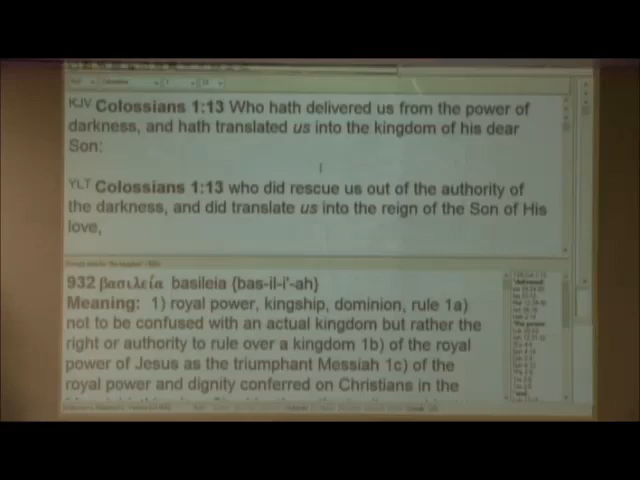 KJV Colossians 1:13 Who hath delivered us from the power of
darkness, and hath translated us into the kingdom of his dear
Son:
YLT Colossians 1:13 who did rescue us out of the authority of
the darkness, and did translate us into the reign of the Son of His
love,
932 βασιλεία basileia {bas-il-i'-ah}
Meaning: 1) royal power, kingship, dominion, rule 1a)
not to be confused with an actual kingdom but rather the
right or authority to rule over a kingdom 1b) of the royal
power of Jesus as the triumphant Messiah 1c) of the
royal power and dignity conferred on Christians in the